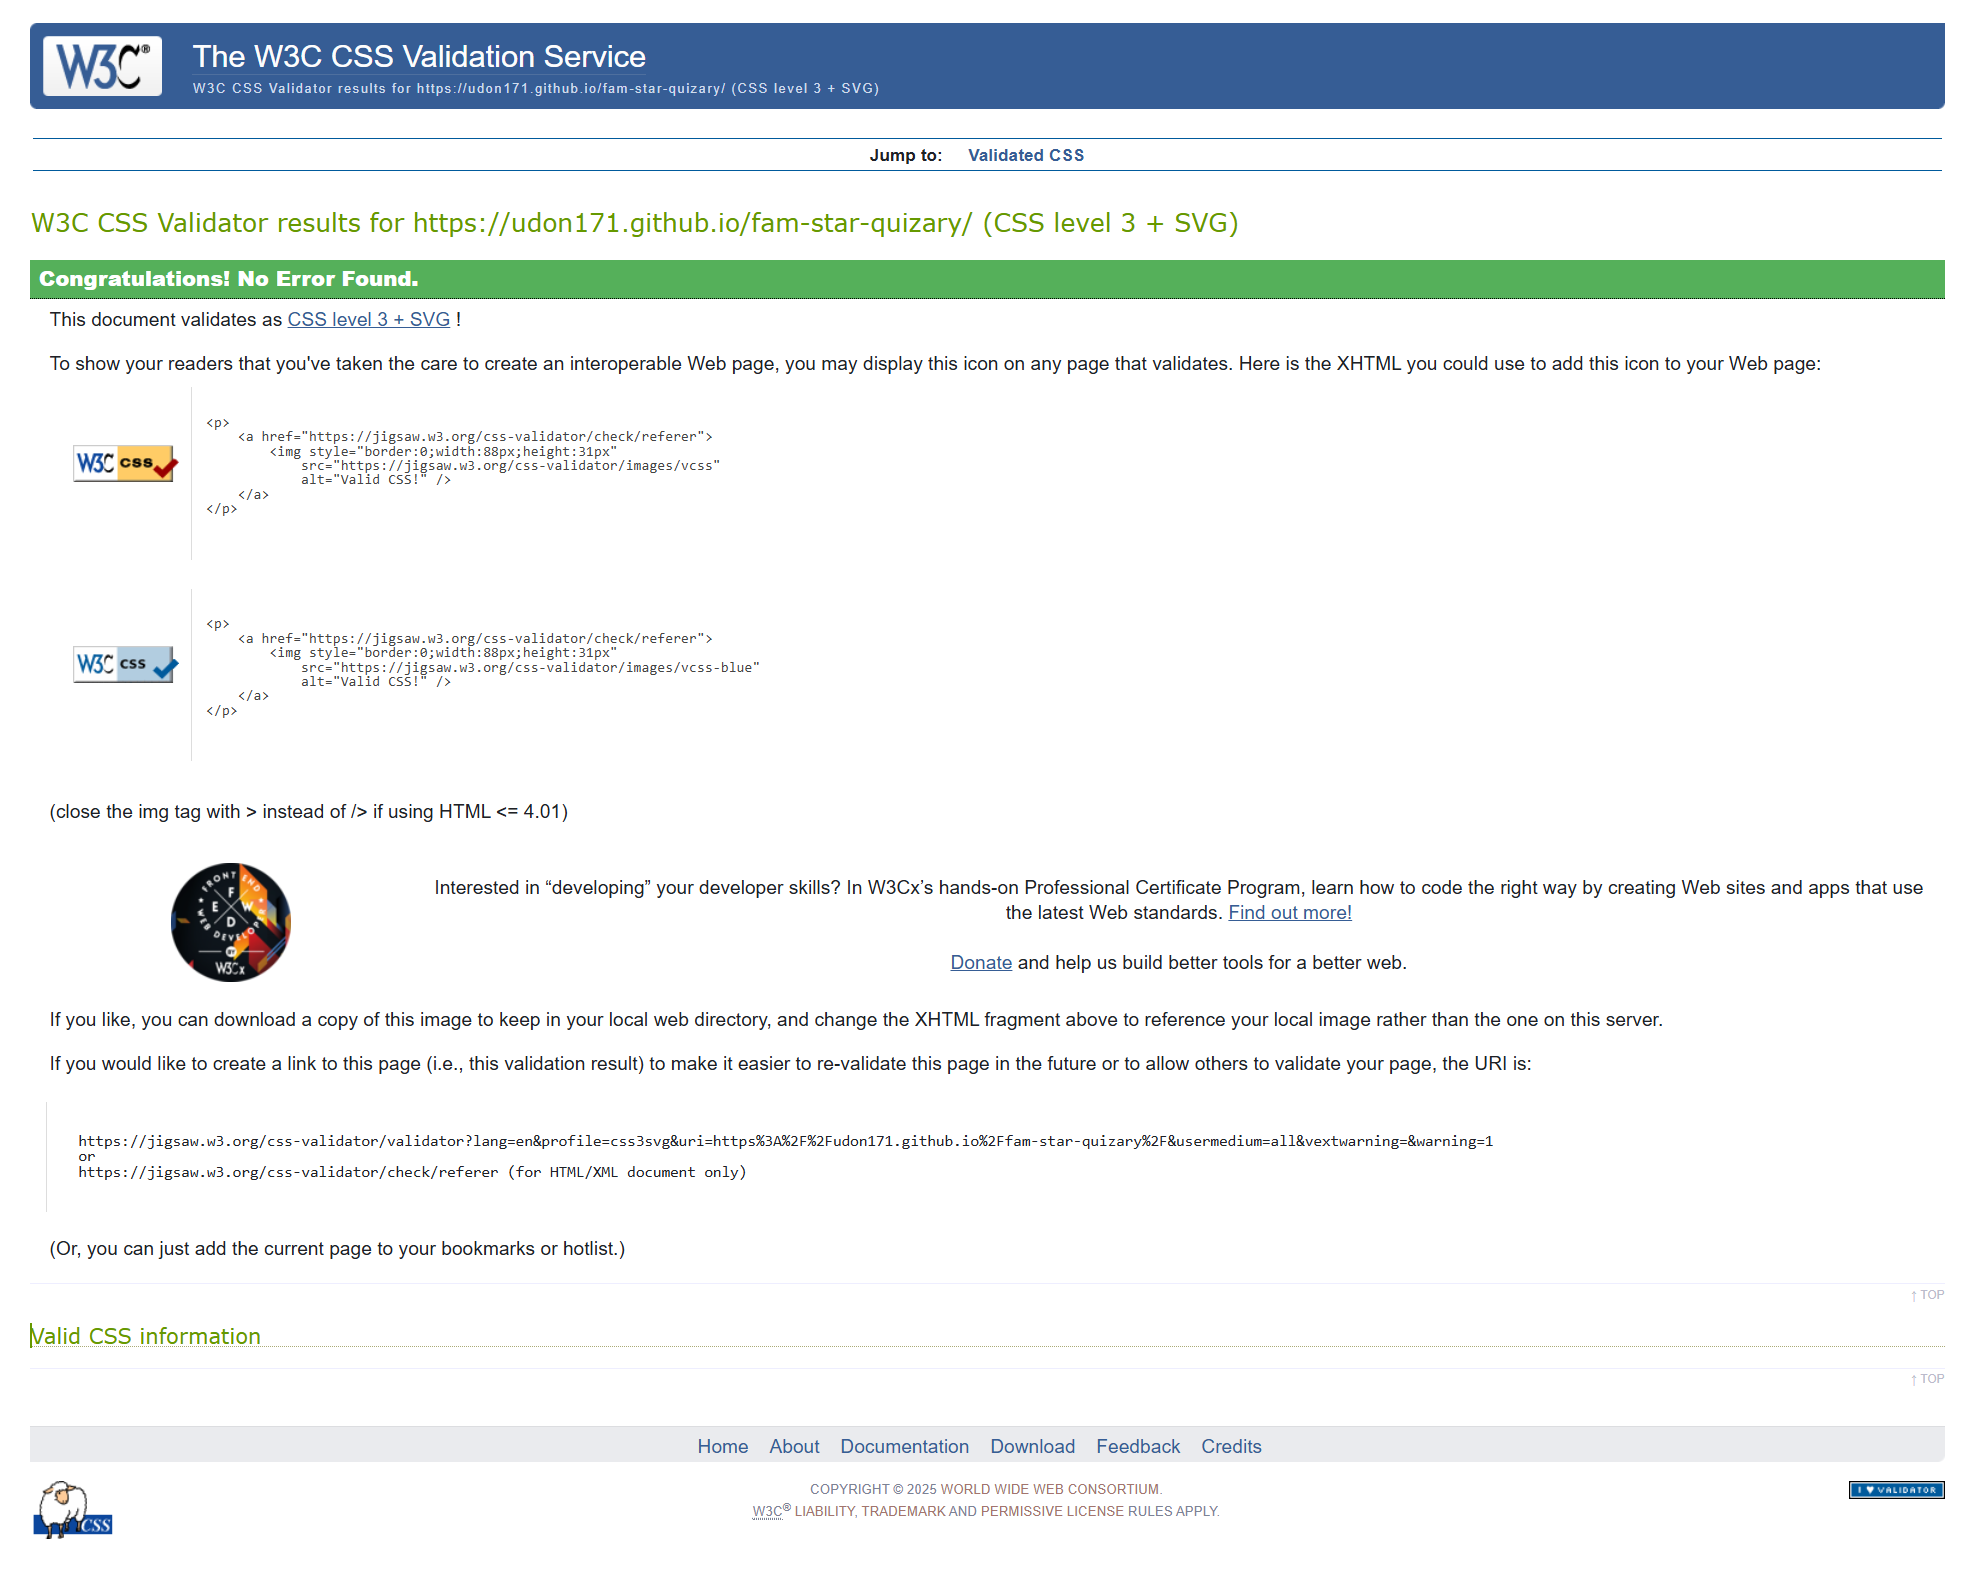 W3C®
The W3C CSS Validation Service
W3C CSS Validator results for https://udon171.github.io/fam-star-quizary/ (CSS level 3 + SVG)
Jump to: Validated CSS
W3C CSS Validator results for https://udon171.github.io/fam-star-quizary/ (CSS level 3 + SVG)
Congratulations! No Error Found.
This document validates as CSS level 3 + SVG !
To show your readers that you've taken the care to create an interoperable Web page, you may display this icon on any page that validates. Here is the XHTML you could use to add this icon to your Web page:
W3C css
<p>
<a href="https://jigsaw.w3.org/css-validator/check/referer">
<img style="border:0;width:88px;height:31px"
src="https://jigsaw.w3.org/css-validator/images/vcss"
alt="Valid CSS!" />
</a>
</p>
W3C css
<p>
<a href="https://jigsaw.w3.org/css-validator/check/referer">
<img style="border:0;width:88px;height:31px"
src="https://jigsaw.w3.org/css-validator/images/vcss-blue"
alt="Valid CSS!" />
</a>
</p>
(close the img tag with > instead of /> if using HTML <= 4.01)
FRONT END
F
E W
D
WEB DEVELOPER
BY
W3Cx
Interested in “developing” your developer skills? In W3Cx’s hands-on Professional Certificate Program, learn how to code the right way by creating Web sites and apps that use
the latest Web standards. Find out more!
Donate and help us build better tools for a better web.
If you like, you can download a copy of this image to keep in your local web directory, and change the XHTML fragment above to reference your local image rather than the one on this server.
If you would like to create a link to this page (i.e., this validation result) to make it easier to re-validate this page in the future or to allow others to validate your page, the URI is:
https://jigsaw.w3.org/css-validator/validator?lang=en&profile=css3svg&uri=https%3A%2F%2Fudon171.github.io%2Ffam-star-quizary%2F&usermedium=all&vextwarning=&warning=1
or
https://jigsaw.w3.org/css-validator/check/referer (for HTML/XML document only)
(Or, you can just add the current page to your bookmarks or hotlist.)
↑ TOP
Valid CSS information
↑ TOP
Home About Documentation Download Feedback Credits
CSS
COPYRIGHT © 2025 WORLD WIDE WEB CONSORTIUM.
W3C® LIABILITY, TRADEMARK AND PERMISSIVE LICENSE RULES APPLY.
I ♥ VALIDATOR